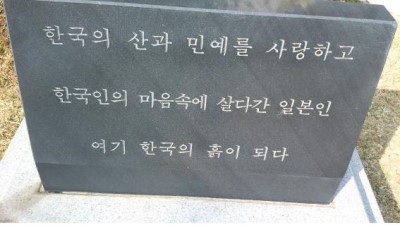 한국의 산과 민예를 사랑하고
한국인의 마음속에 살다간 일본인
여기 한국의 흙이 되다